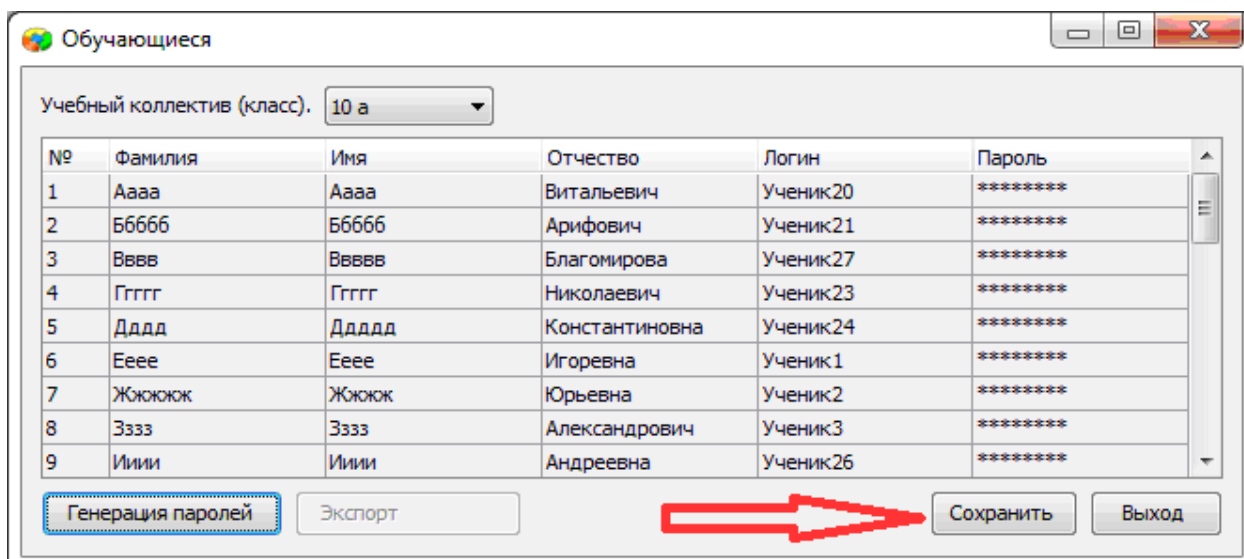 Обучающиеся
Учебный коллектив (класс). 10 а
№ Фамилия Имя Отчество Логин Пароль
1 Аааа Аааа Витальевич Ученик20 ********
2 Ббббб Ббббб Арифович Ученик21 ********
3 Вввв Ввввв Благомирова Ученик27 ********
4 Ггггг Ггггг Николаевич Ученик23 ********
5 Дддд Ддддд Константиновна Ученик24 ********
6 Ееее Ееее Игоревна Ученик1 ********
7 Жжжжж Жжжж Юрьевна Ученик2 ********
8 Зззз Зззз Александрович Ученик3 ********
9 Ииии Ииии Андреевна Ученик26 ********
Генерация паролей Экспорт Сохранить Выход